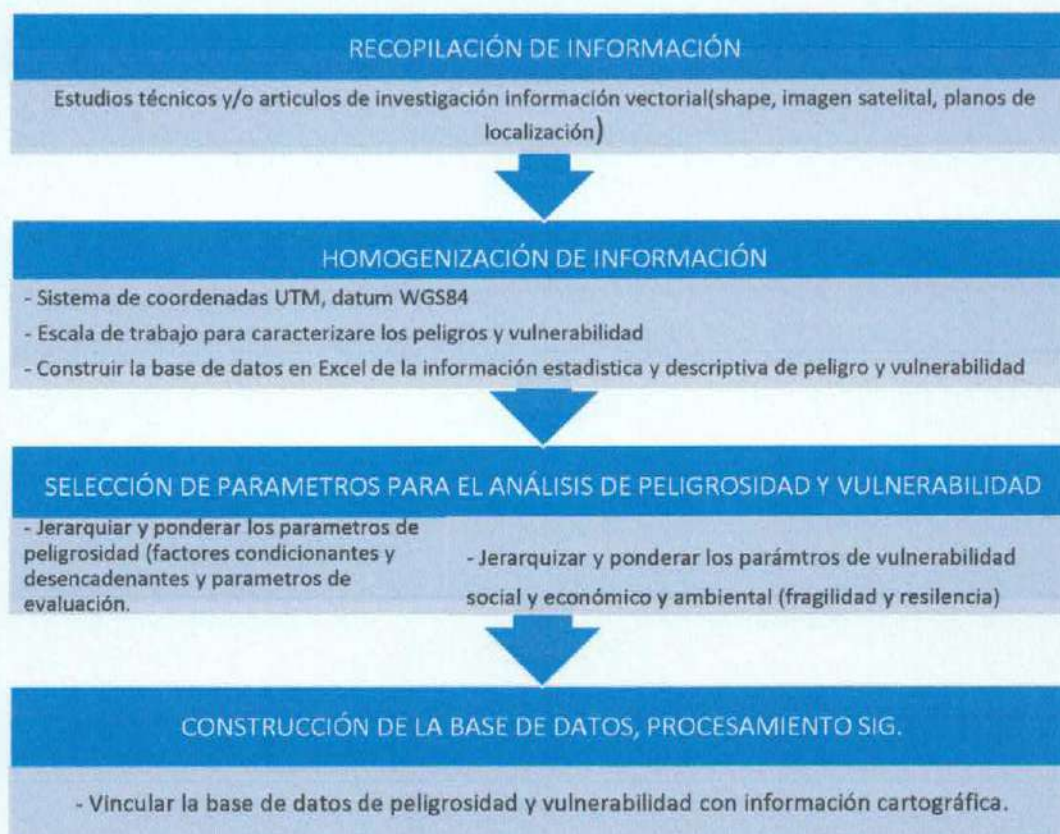 RECOPILACIÓN DE INFORMACIÓN
Estudios técnicos y/o articulos de investigación información vectorial(shape, imagen satelital, planos de
localización)
HOMOGENIZACIÓN DE INFORMACIÓN
- Sistema de coordenadas UTM, datum WGS84
- Escala de trabajo para caracterizare los peligros y vulnerabilidad
- Construir la base de datos en Excel de la información estadistica y descriptiva de peligro y vulnerabilidad
SELECCIÓN DE PARAMETROS PARA EL ANÁLISIS DE PELIGROSIDAD Y VULNERABILIDAD
- Jerarquiar y ponderar los parametros de
peligrosidad (factores condicionantes y
desencadenantes y parametros de
evaluación.
- Jerarquizar y ponderar los parámtros de vulnerabilidad
social y económico y ambiental (fragilidad y resilencia)
CONSTRUCCIÓN DE LA BASE DE DATOS, PROCESAMIENTO SIG.
- Vincular la base de datos de peligrosidad y vulnerabilidad con información cartográfica.